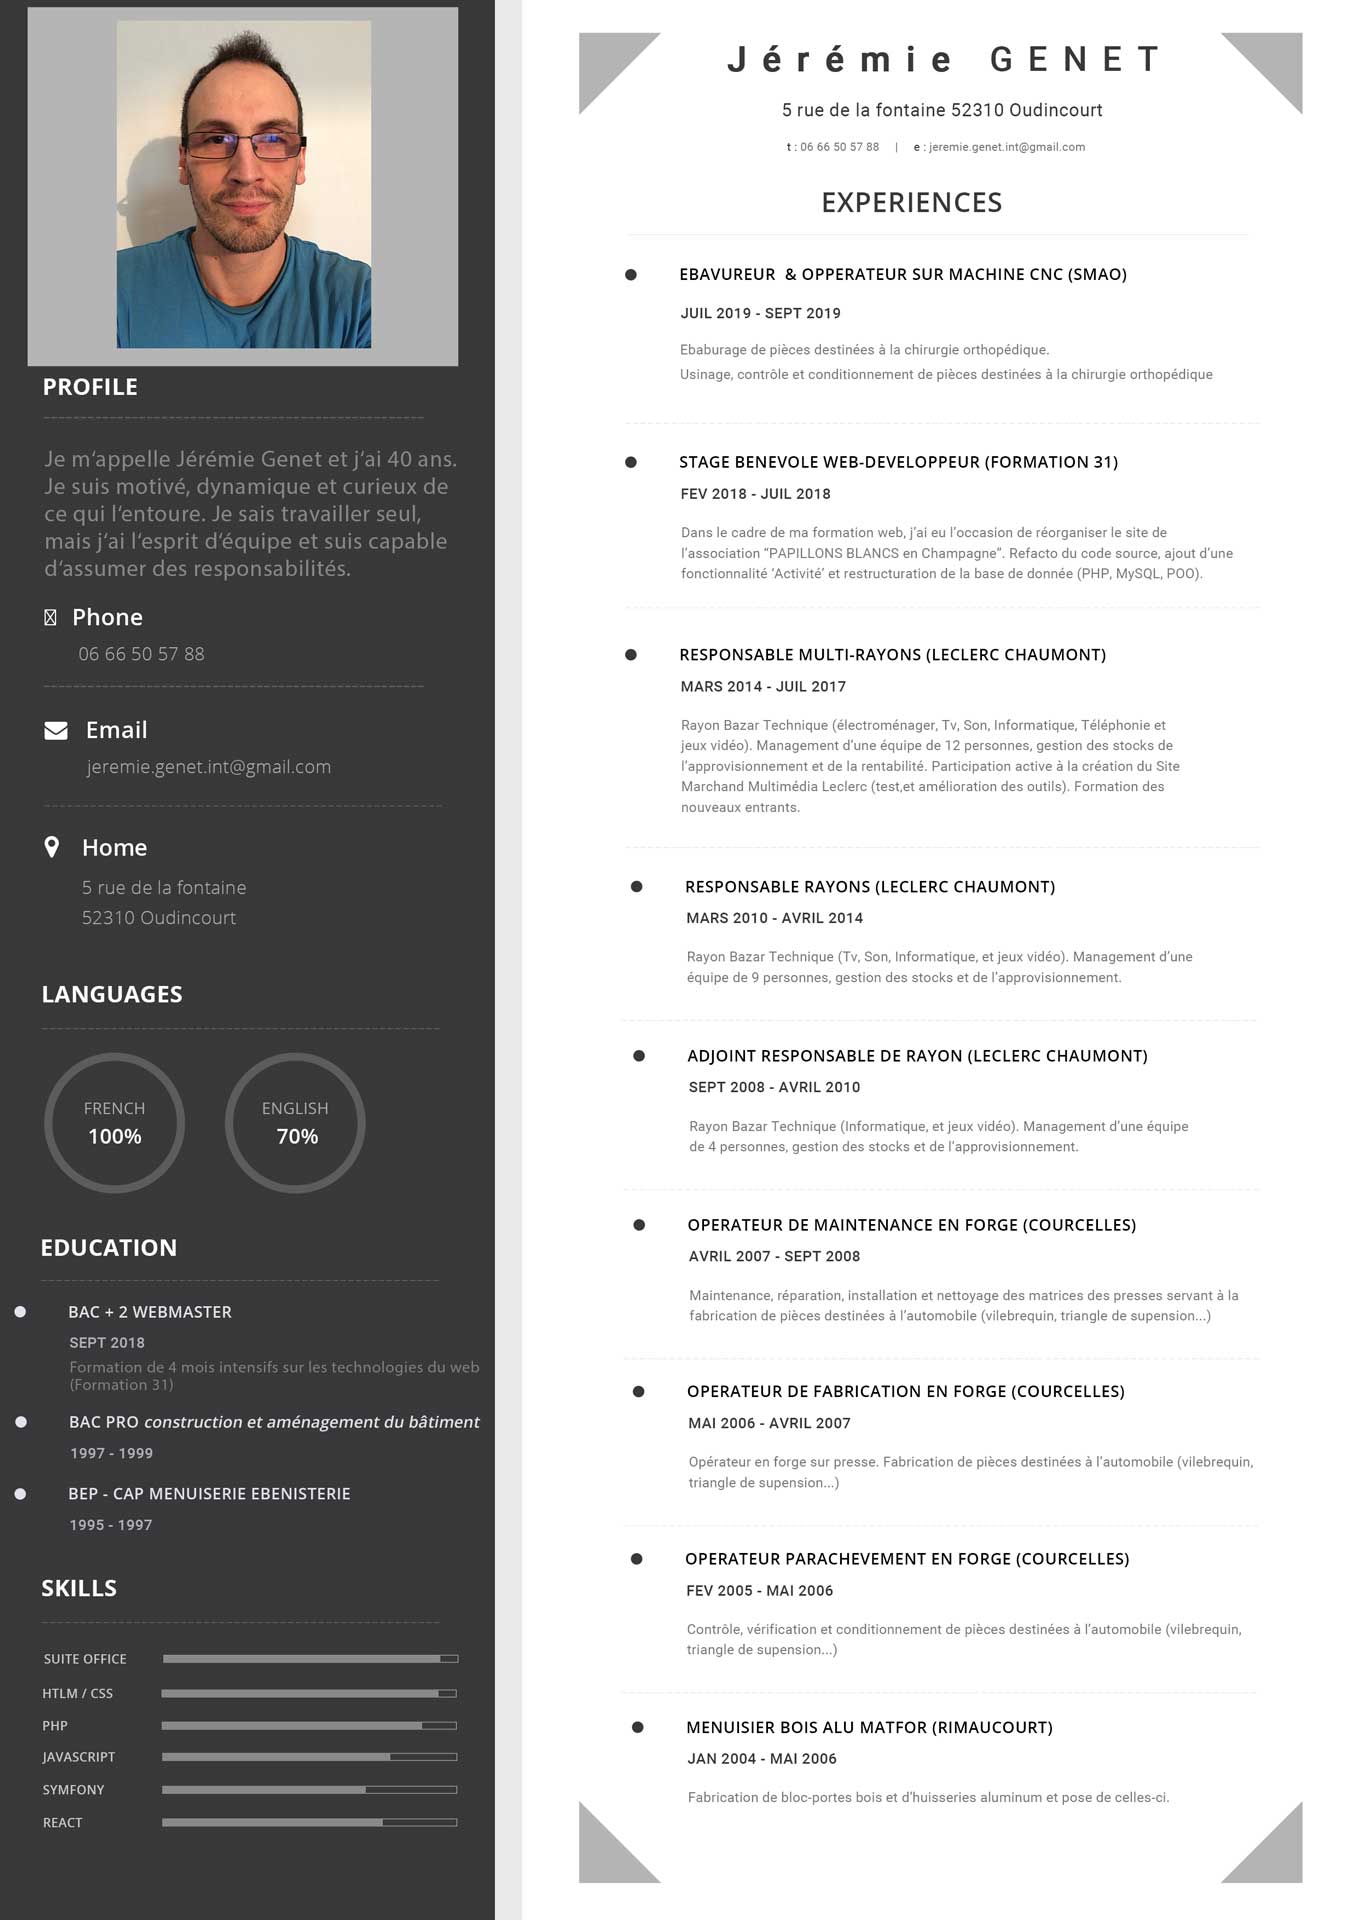 PROFILE
Je m‘appelle Jérémie Genet et j‘ai 40 ans.
Je suis motivé, dynamique et curieux de
ce qui l‘entoure. Je sais travailler seul,
mais j‘ai l‘esprit d‘équipe et suis capable
d‘assumer des responsabilités.
Phone
06 66 50 57 88
Email
jeremie.genet.int@gmail.com
Home
5 rue de la fontaine
52310 Oudincourt
LANGUAGES
FRENCH
100%
ENGLISH
70%
EDUCATION
BAC + 2 WEBMASTER
SEPT 2018
Formation de 4 mois intensifs sur les technologies du web
(Formation 31)
BAC PRO construction et aménagement du bâtiment
1997 - 1999
BEP - CAP MENUISERIE EBENISTERIE
1995 - 1997
SKILLS
SUITE OFFICE
HTLM / CSS
PHP
JAVASCRIPT
SYMFONY
REACT
Jérémie GENET
5 rue de la fontaine 52310 Oudincourt
t : 06 66 50 57 88 | e : jeremie.genet.int@gmail.com
EXPERIENCES
EBAVUREUR & OPPERATEUR SUR MACHINE CNC (SMAO)
JUIL 2019 - SEPT 2019
Ebaburage de pièces destinées à la chirurgie orthopédique.
Usinage, contrôle et conditionnement de pièces destinées à la chirurgie orthopédique
STAGE BENEVOLE WEB-DEVELOPPEUR (FORMATION 31)
FEV 2018 - JUIL 2018
Dans le cadre de ma formation web, j’ai eu l’occasion de réorganiser le site de
l’association “PAPILLONS BLANCS en Champagne”. Refacto du code source, ajout d’une
fonctionnalité ‘Activité’ et restructuration de la base de donnée (PHP, MySQL, POO).
RESPONSABLE MULTI-RAYONS (LECLERC CHAUMONT)
MARS 2014 - JUIL 2017
Rayon Bazar Technique (électroménager, Tv, Son, Informatique, Téléphonie et
jeux vidéo). Management d’une équipe de 12 personnes, gestion des stocks de
l’approvisionnement et de la rentabilité. Participation active à la création du Site
Marchand Multimédia Leclerc (test,et amélioration des outils). Formation des
nouveaux entrants.
RESPONSABLE RAYONS (LECLERC CHAUMONT)
MARS 2010 - AVRIL 2014
Rayon Bazar Technique (Tv, Son, Informatique, et jeux vidéo). Management d’une
équipe de 9 personnes, gestion des stocks et de l’approvisionnement.
ADJOINT RESPONSABLE DE RAYON (LECLERC CHAUMONT)
SEPT 2008 - AVRIL 2010
Rayon Bazar Technique (Informatique, et jeux vidéo). Management d’une équipe
de 4 personnes, gestion des stocks et de l’approvisionnement.
OPERATEUR DE MAINTENANCE EN FORGE (COURCELLES)
AVRIL 2007 - SEPT 2008
Maintenance, réparation, installation et nettoyage des matrices des presses servant à la
fabrication de pièces destinées à l’automobile (vilebrequin, triangle de supension...)
OPERATEUR DE FABRICATION EN FORGE (COURCELLES)
MAI 2006 - AVRIL 2007
Opérateur en forge sur presse. Fabrication de pièces destinées à l’automobile (vilebrequin,
triangle de supension...)
OPERATEUR PARACHEVEMENT EN FORGE (COURCELLES)
FEV 2005 - MAI 2006
Contrôle, vérification et conditionnement de pièces destinées à l’automobile (vilebrequin,
triangle de supension...)
MENUISIER BOIS ALU MATFOR (RIMAUCOURT)
JAN 2004 - MAI 2006
Fabrication de bloc-portes bois et d’huisseries aluminum et pose de celles-ci.